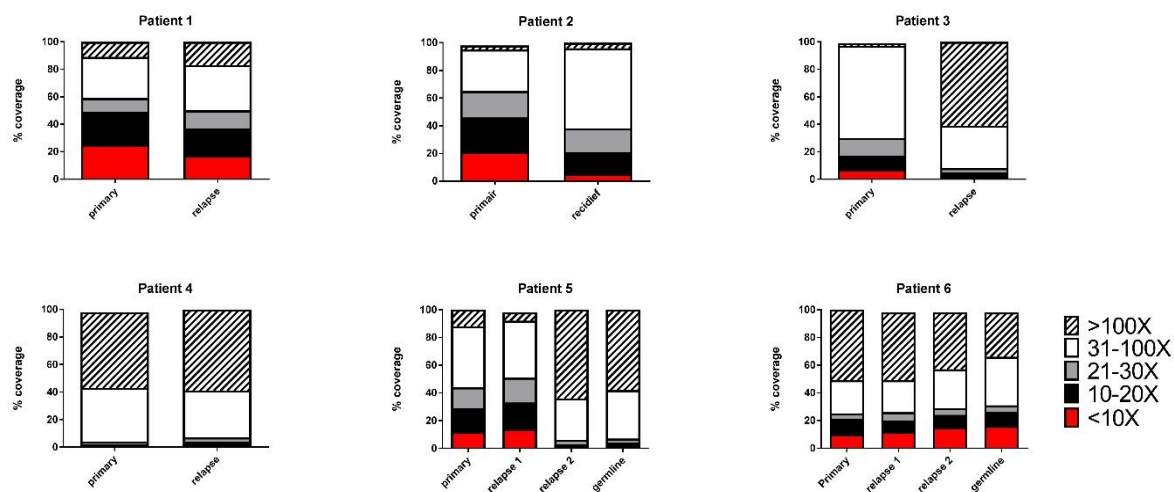 Patient 1
% coverage
100
80
60
40
20
0
primary
relapse
Patient 2
% coverage
100
80
60
40
20
0
primair
recidief
Patient 3
% coverage
100
80
60
40
20
0
primary
relapse
Patient 4
% coverage
100
80
60
40
20
0
primary
relapse
Patient 5
% coverage
100
80
60
40
20
0
primary
relapse 1
relapse 2
germline
Patient 6
% coverage
100
80
60
40
20
0
Primary
relapse 1
relapse 2
germline
>100X
31-100X
21-30X
10-20X
<10X